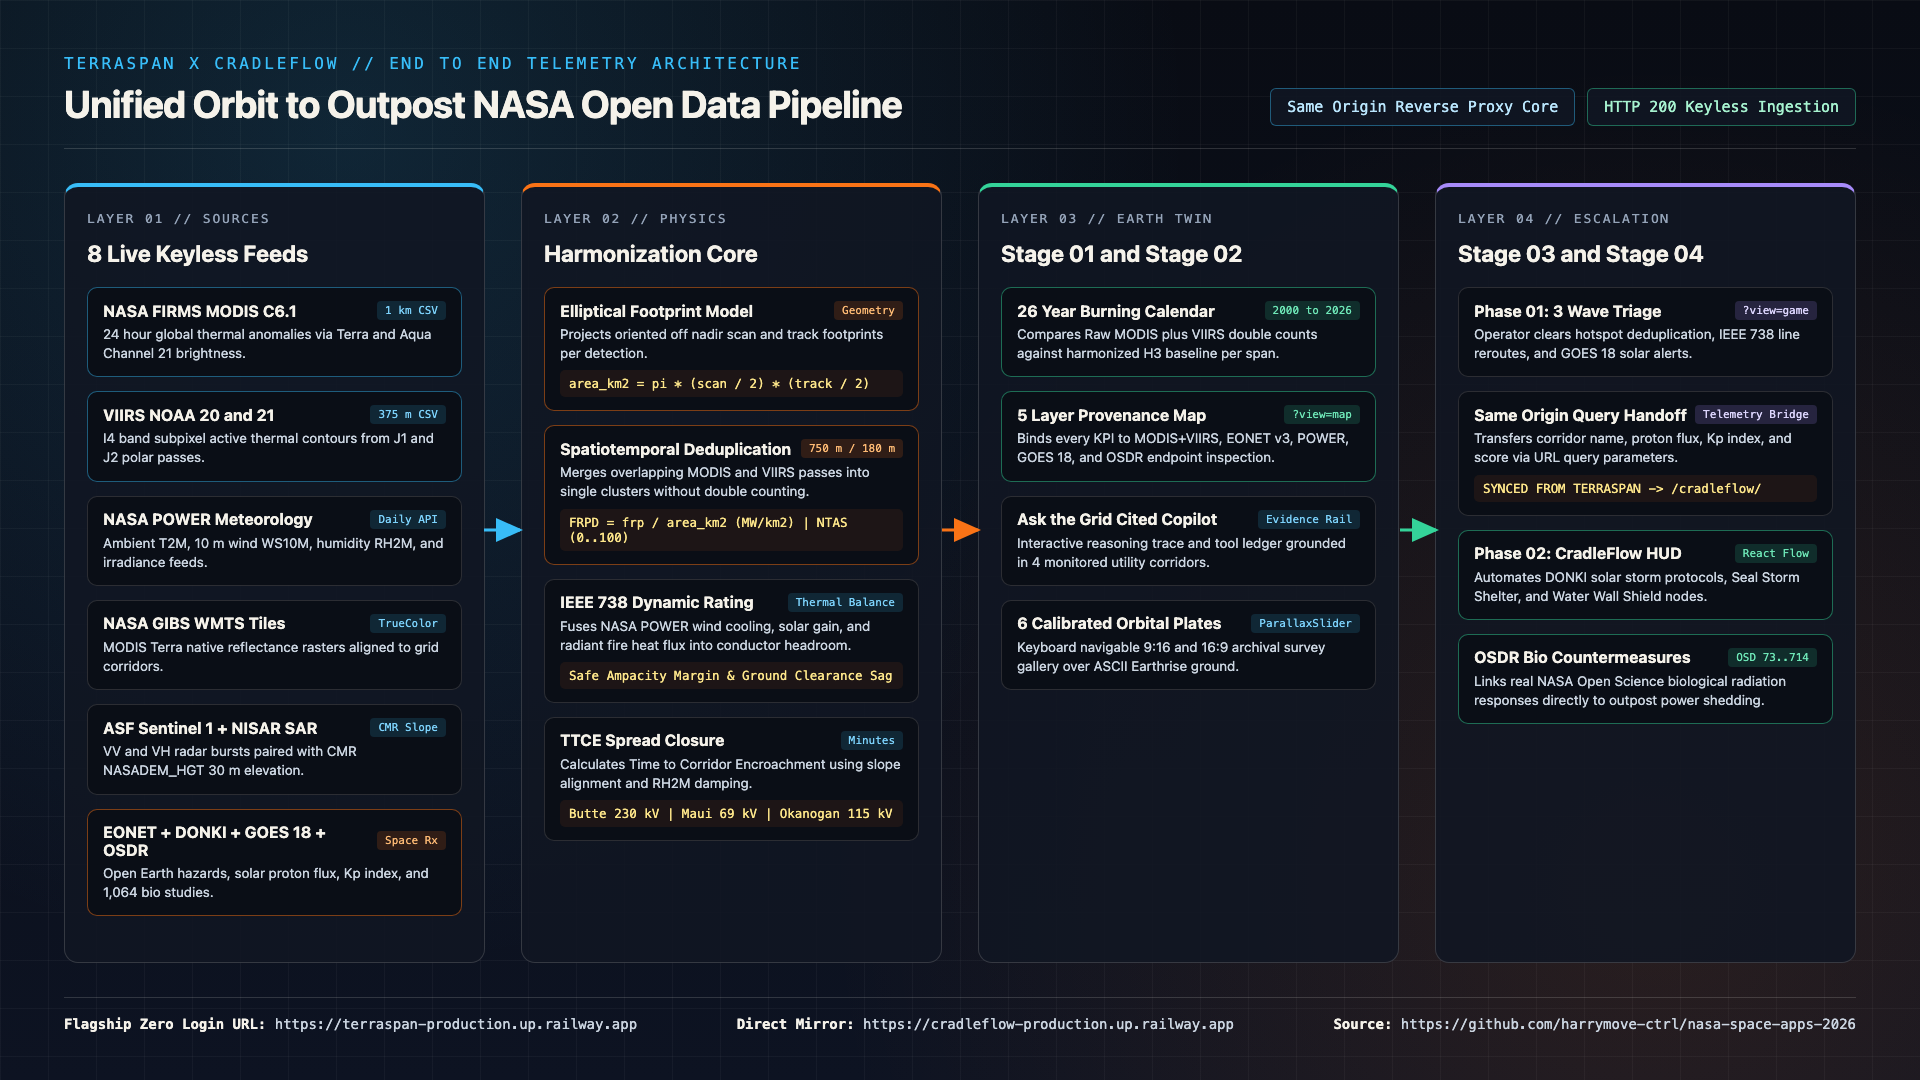 TERRASPAN X CRADLEFLOW // END TO END TELEMETRY ARCHITECTURE
Unified Orbit to Outpost NASA Open Data Pipeline
Same Origin Reverse Proxy Core
HTTP 200 Keyless Ingestion
LAYER 01 // SOURCES
8 Live Keyless Feeds
NASA FIRMS MODIS C6.1
1 km CSV
24 hour global thermal anomalies via Terra and Aqua
Channel 21 brightness.
VIIRS NOAA 20 and 21
375 m CSV
I4 band subpixel active thermal contours from J1 and
J2 polar passes.
NASA POWER Meteorology
Daily API
Ambient T2M, 10 m wind WS10M, humidity RH2M, and
irradiance feeds.
NASA GIBS WMTS Tiles
TrueColor
MODIS Terra native reflectance rasters aligned to grid
corridors.
ASF Sentinel 1 + NISAR SAR
CMR Slope
VV and VH radar bursts paired with CMR
NASADEM_HGT 30 m elevation.
EONET + DONKI + GOES 18 +
OSDR
Space Rx
Open Earth hazards, solar proton flux, Kp index, and
1,064 bio studies.
LAYER 02 // PHYSICS
Harmonization Core
Elliptical Footprint Model
Geometry
Projects oriented off nadir scan and track footprints
per detection.
area_km2 = pi * (scan / 2) * (track / 2)
Spatiotemporal Deduplication
750 m / 180 m
Merges overlapping MODIS and VIIRS passes into
single clusters without double counting.
FRPD = frp / area_km2 (MW/km2) | NTAS
(0..100)
IEEE 738 Dynamic Rating
Thermal Balance
Fuses NASA POWER wind cooling, solar gain, and
radiant fire heat flux into conductor headroom.
Safe Ampacity Margin & Ground Clearance Sag
TTCE Spread Closure
Minutes
Calculates Time to Corridor Encroachment using slope
alignment and RH2M damping.
Butte 230 kV | Maui 69 kV | Okanogan 115 kV
LAYER 03 // EARTH TWIN
Stage 01 and Stage 02
26 Year Burning Calendar
2000 to 2026
Compares Raw MODIS plus VIIRS double counts
against harmonized H3 baseline per span.
5 Layer Provenance Map
?view=map
Binds every KPI to MODIS+VIIRS, EONET v3, POWER,
GOES 18, and OSDR endpoint inspection.
Ask the Grid Cited Copilot
Evidence Rail
Interactive reasoning trace and tool ledger grounded
in 4 monitored utility corridors.
6 Calibrated Orbital Plates
ParallaxSlider
Keyboard navigable 9:16 and 16:9 archival survey
gallery over ASCII Earthrise ground.
LAYER 04 // ESCALATION
Stage 03 and Stage 04
Phase 01: 3 Wave Triage
?view=game
Operator clears hotspot deduplication, IEEE 738 line
reroutes, and GOES 18 solar alerts.
Same Origin Query Handoff
Telemetry Bridge
Transfers corridor name, proton flux, Kp index, and
score via URL query parameters.
SYNCED FROM TERRASPAN -> /cradleflow/
Phase 02: CradleFlow HUD
React Flow
Automates DONKI solar storm protocols, Seal Storm
Shelter, and Water Wall Shield nodes.
OSDR Bio Countermeasures
OSD 73..714
Links real NASA Open Science biological radiation
responses directly to outpost power shedding.
Flagship Zero Login URL: https://terraspan-production.up.railway.app
Direct Mirror: https://cradleflow-production.up.railway.app
Source: https://github.com/harrymove-ctrl/nasa-space-apps-2026